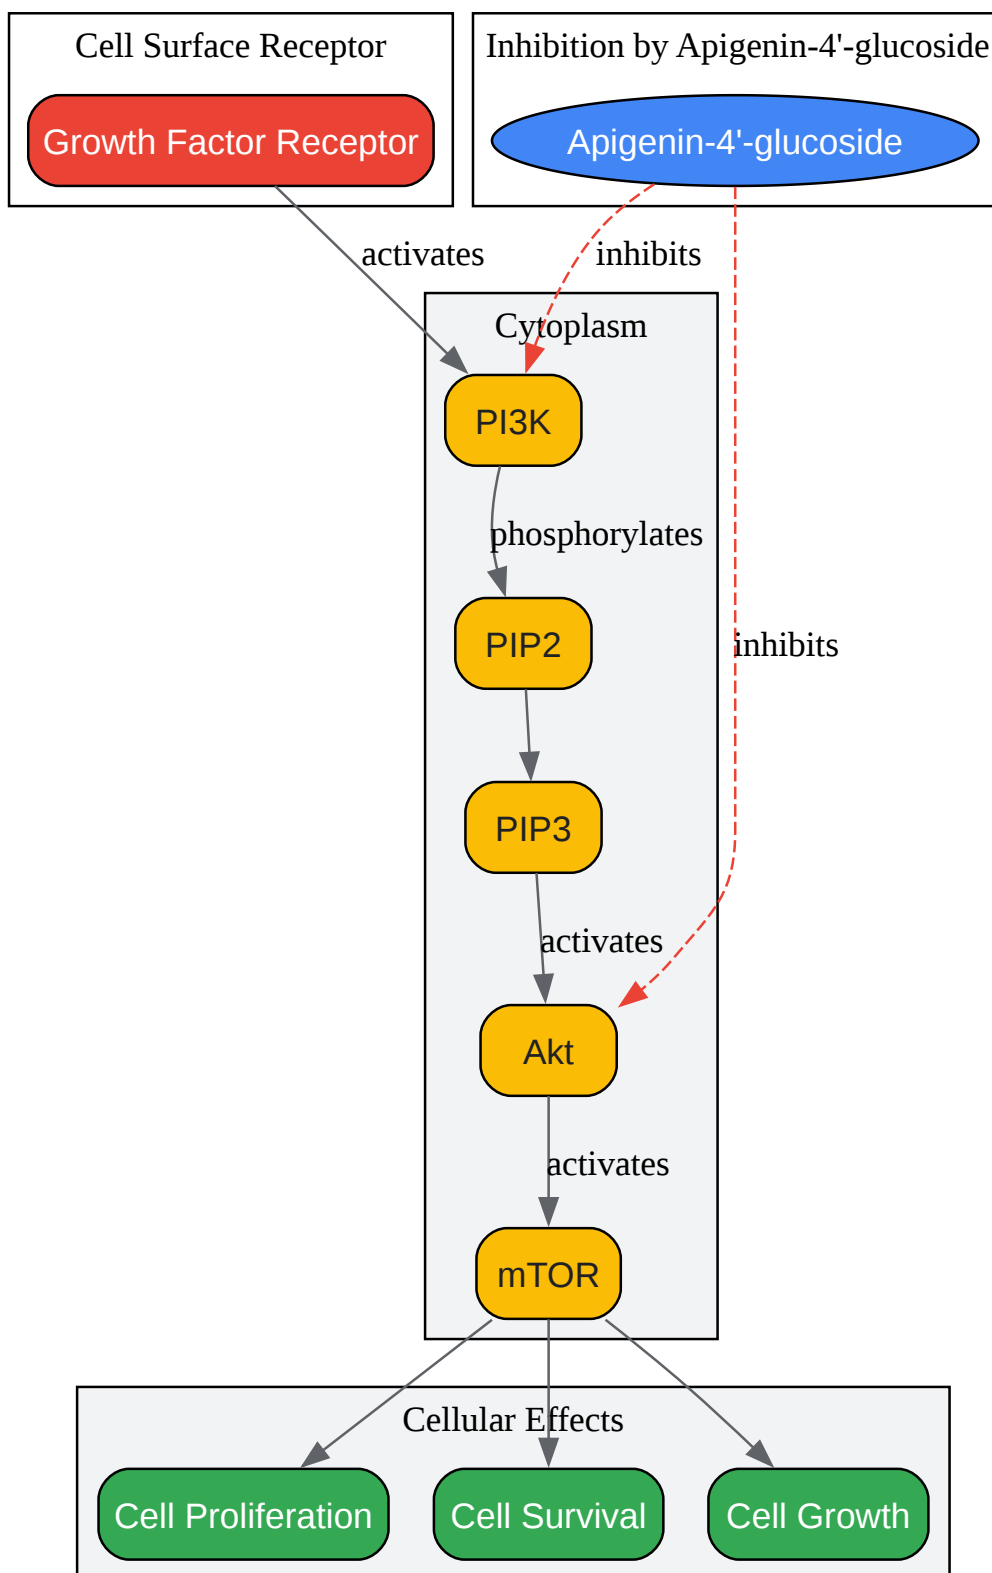 Cell Surface Receptor
Inhibition by Apigenin-4'-glucoside
Growth Factor Receptor
Apigenin-4'-glucoside
activates
inhibits
Cytoplasm
PI3K
phosphorylates
PIP2
inhibits
PIP3
activates
Akt
activates
mTOR
Cellular Effects
Cell Proliferation
Cell Survival
Cell Growth